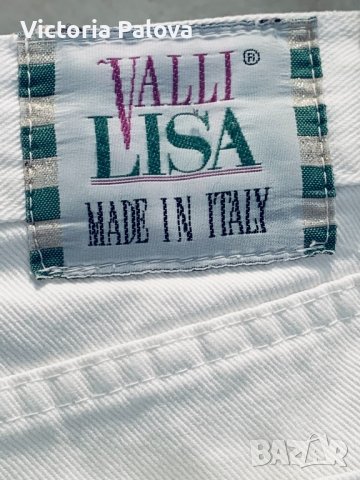 Victoria Palova
VALLI ®
LISA
MADE IN ITALY
BAZAR